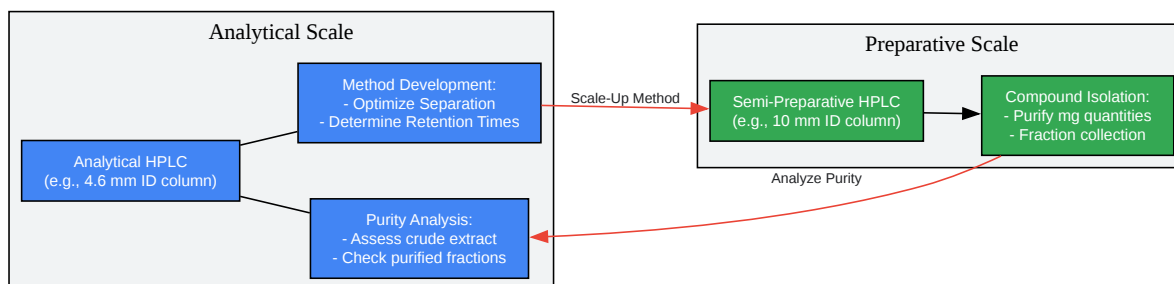 Analytical Scale
Method Development:
- Optimize Separation
- Determine Retention Times
Analytical HPLC
(e.g., 4.6 mm ID column)
Purity Analysis:
- Assess crude extract
- Check purified fractions
Scale-Up Method
Preparative Scale
Semi-Preparative HPLC
(e.g., 10 mm ID column)
Compound Isolation:
- Purify mg quantities
- Fraction collection
Analyze Purity